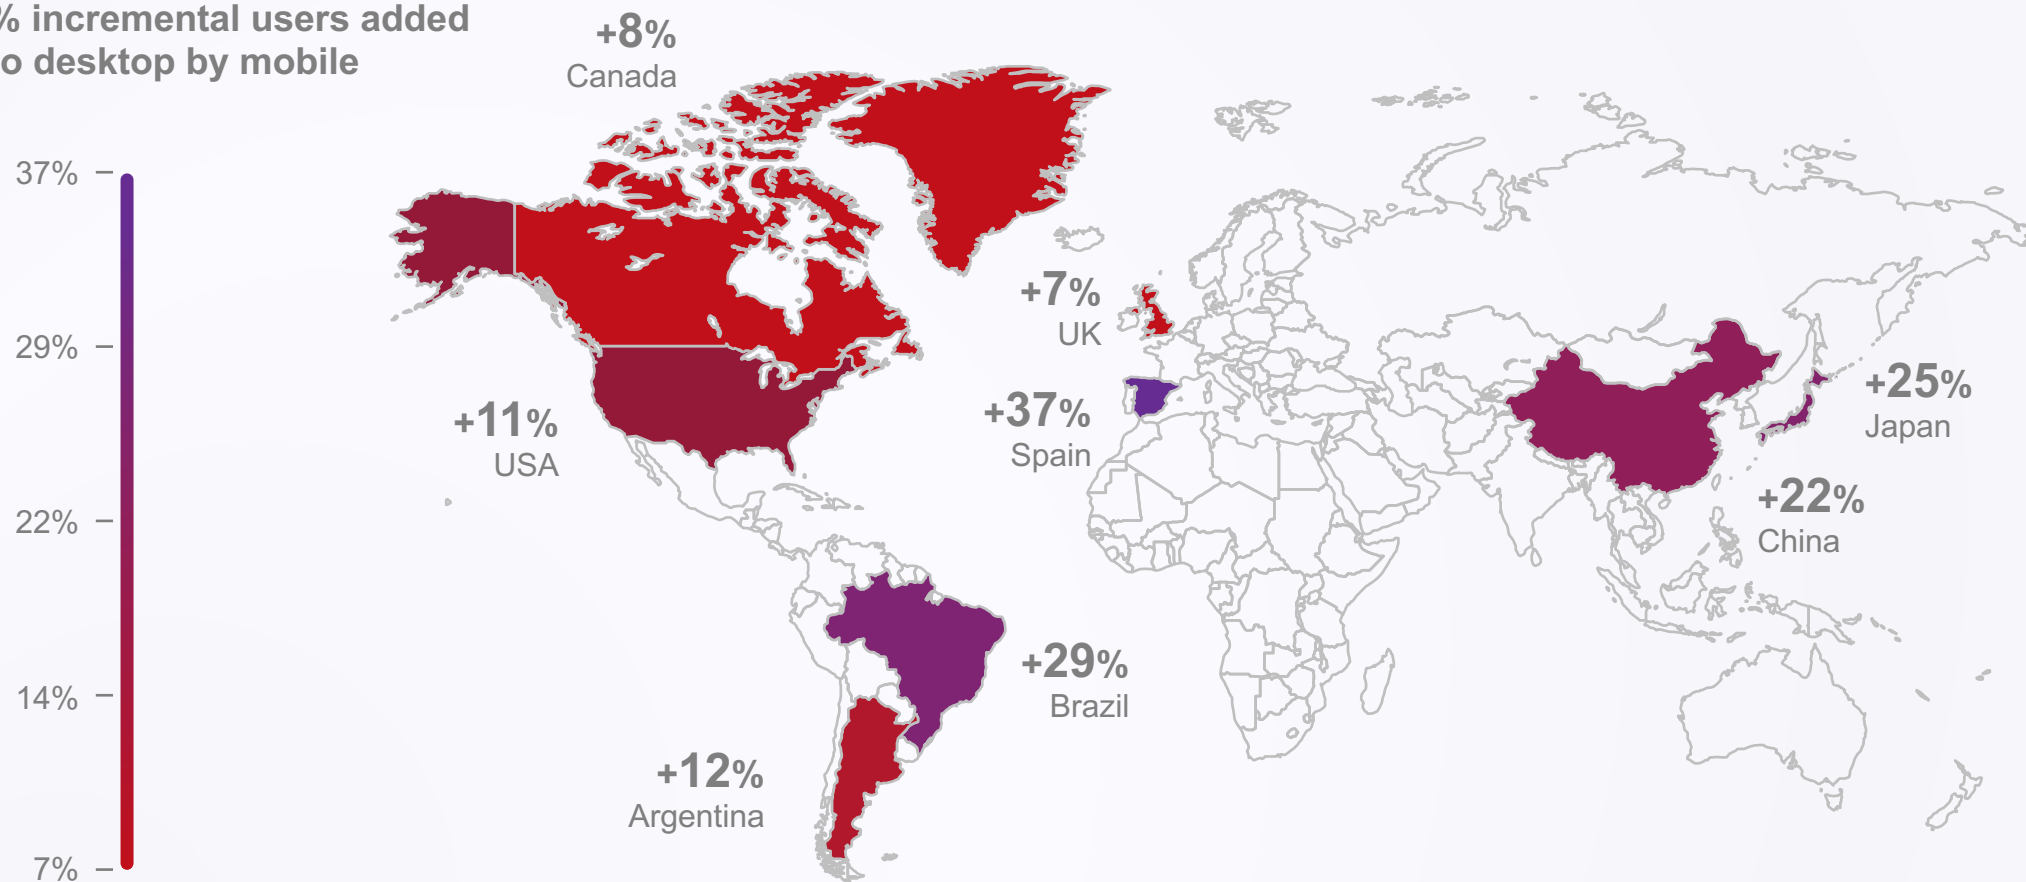 % incremental users added
o desktop by mobile
+8%
Canada
37%
29%
22%
14%
7%
+11%
USA
+7%
UK
+37%
Spain
+25%
Japan
+22%
China
+29%
Brazil
+12%
Argentina